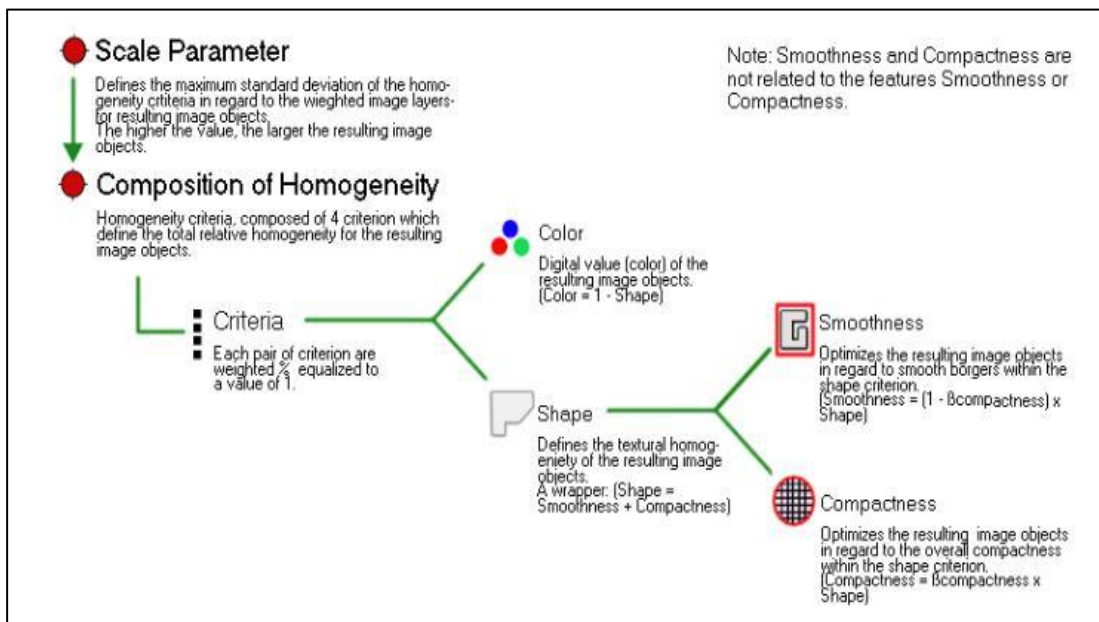 Scale Parameter
Defines the maximum standard deviation of the homo-
geneity critiera in regard to the wieghted image layers-
for resulting image objects.
The higher the value, the larger the resulting image
objects.
Note: Smoothness and Compactness are
not related to the features Smoothness or
Compactness.
Composition of Homogeneity
Homogeneity criteria, composed of 4 criterion which
define the total relative homogeneity for the resulting
image objects.
Criteria
Each pair of criterion are
weighted % equalized to
a value of 1.
Color
Digital value (color) of the
resulting image objects.
(Color = 1 - Shape)
Shape
Defines the textural homog-
eniety of the resulting image
objects.
A wrapper: (Shape =
Smoothness + Compactness)
Smoothness
Optimizes the resulting image objects
in regard to smooth borgers within the
shape criterion.
(Smoothness = (1 - ßcompactness) x
Shape)
Compactness
Optimizes the resulting image objects
in regard to the overall compactness
within the shape criterion.
(Compactness = ßcompactness x
Shape)